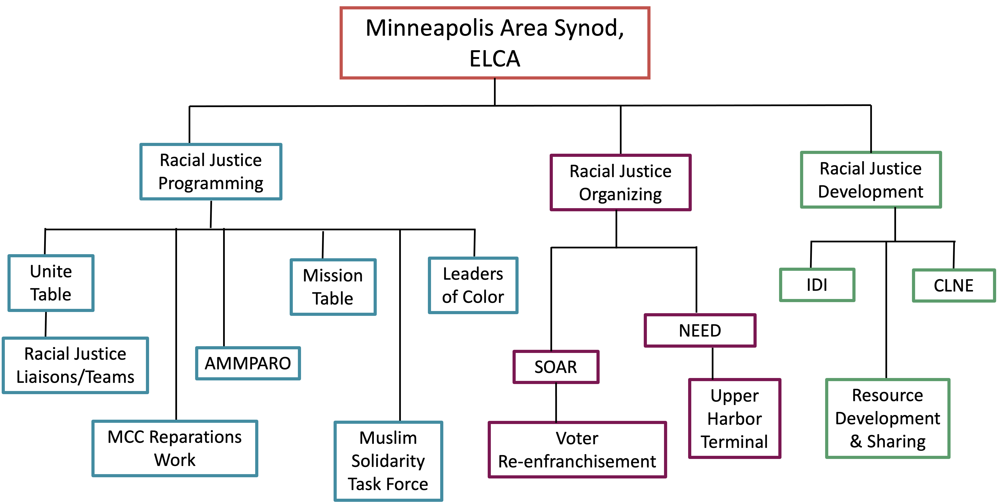 Minneapolis Area Synod,
ELCA
Racial Justice
Programming
Racial Justice
Organizing
Racial Justice
Development
Unite
Table
Mission
Table
Leaders
of Color
IDI
CLNE
NEED
Racial Justice
Liaisons/Teams
AMMPARO
SOAR
Upper
Harbor
Terminal
Resource
Development
& Sharing
MCC Reparations
Work
Muslim
Solidarity
Task Force
Voter
Re-enfranchisement